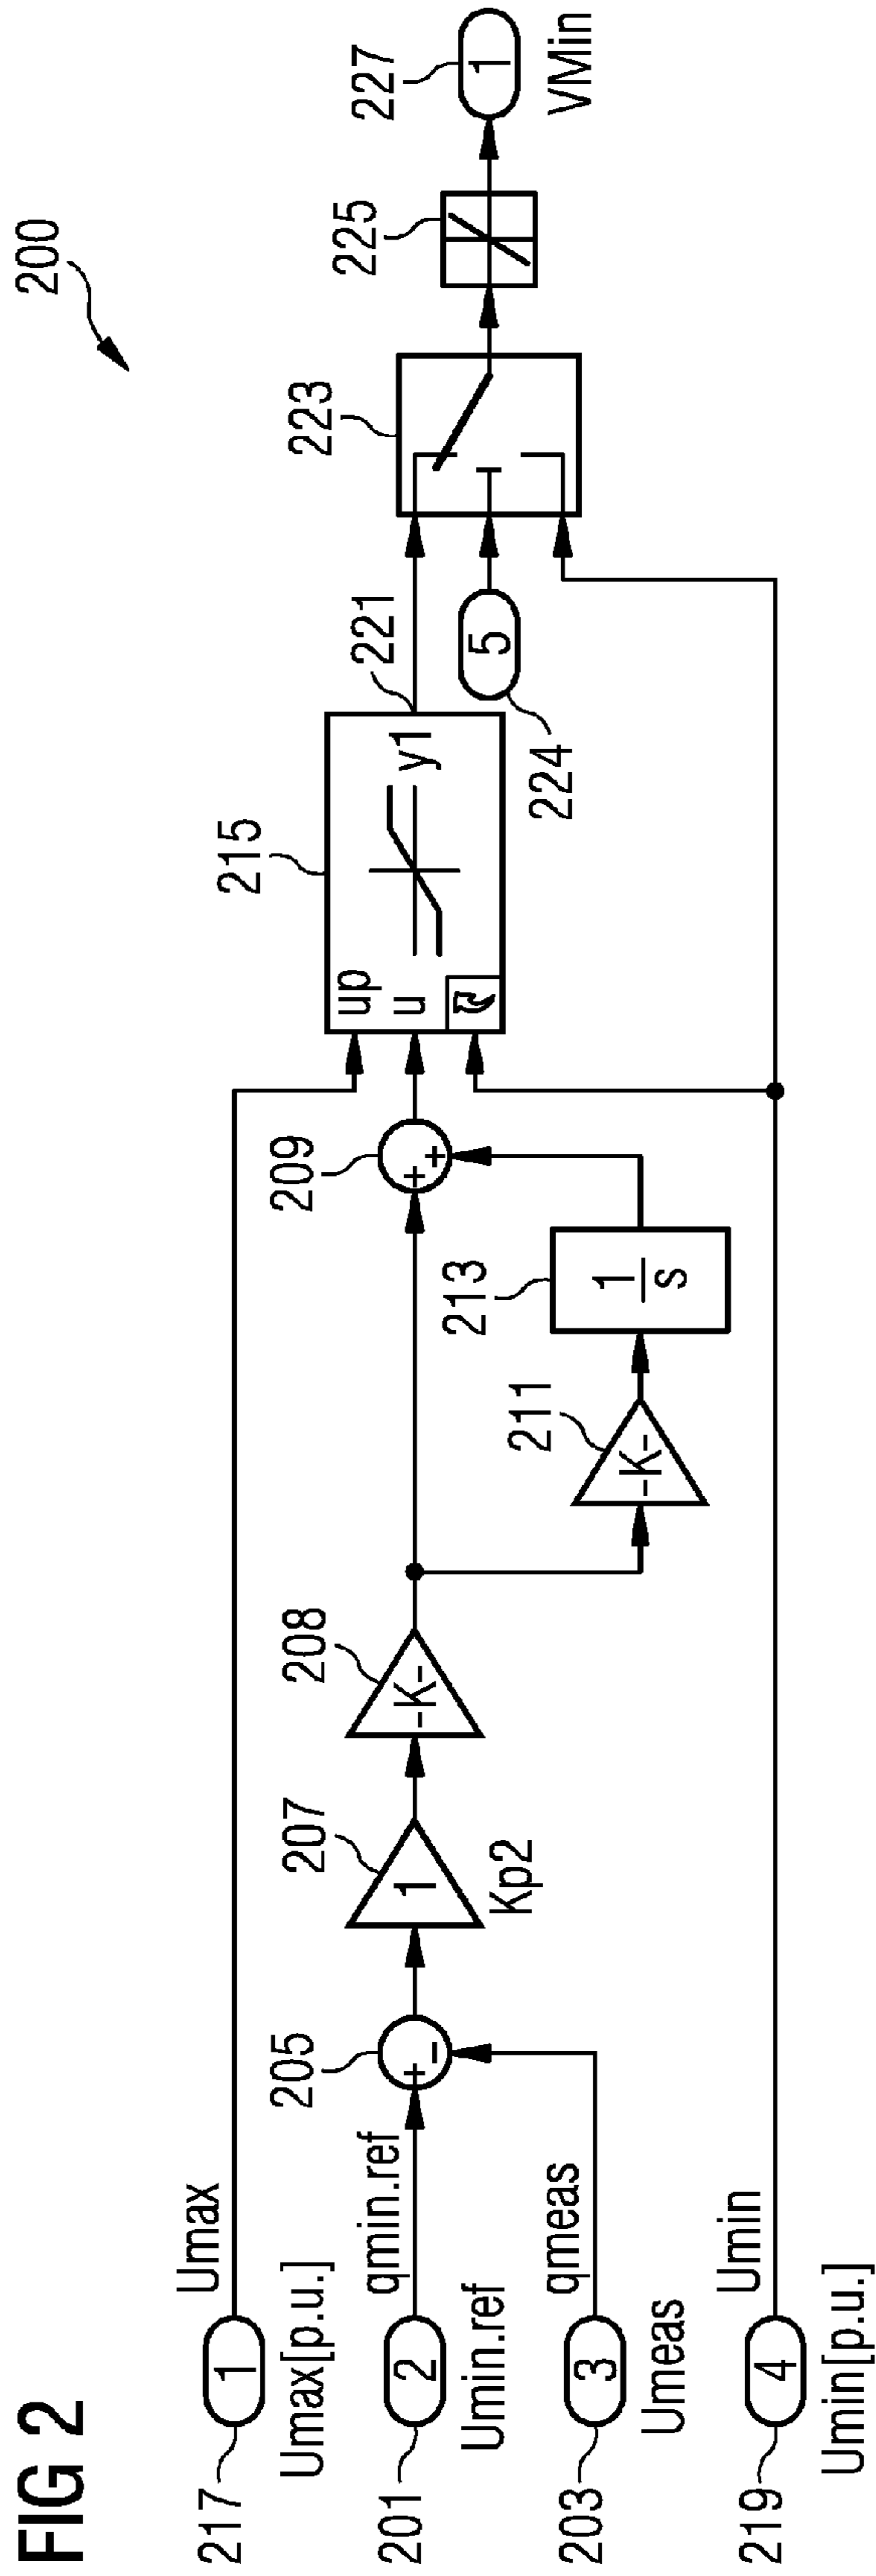 FIG 2
200
217
1
Umax
Umax[p.u.]
201
2
qmin.ref
Umin.ref
203
3
qmeas
Umeas
219
4
Umin
Umin[p.u.]
205
+
−
207
1
Kp2
208
-K-
211
-K-
213
1
s
209
+
+
215
up
u
y1
221
223
5
224
225
227
1
VMin